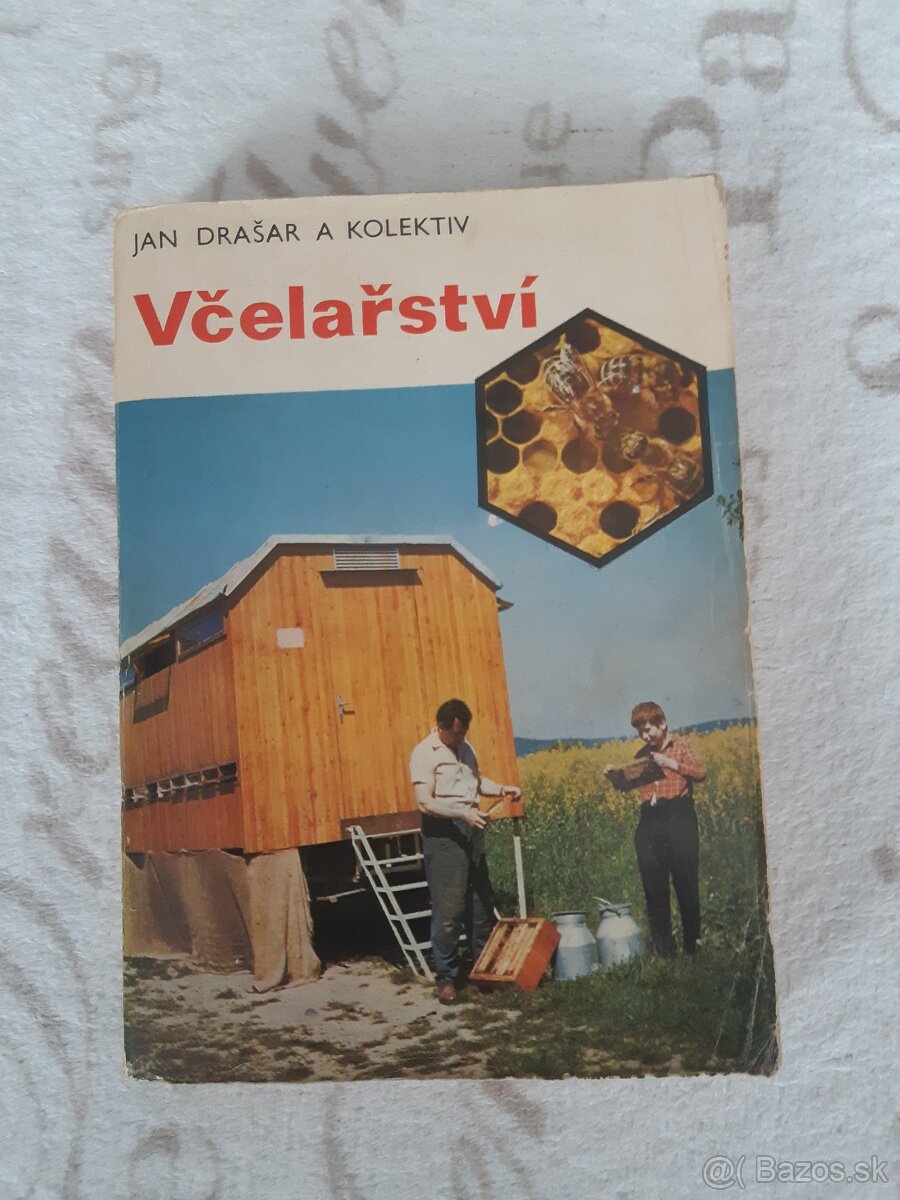 JAN DRAŠAR A KOLEKTIV
Včelařství
@( Bazos.sk